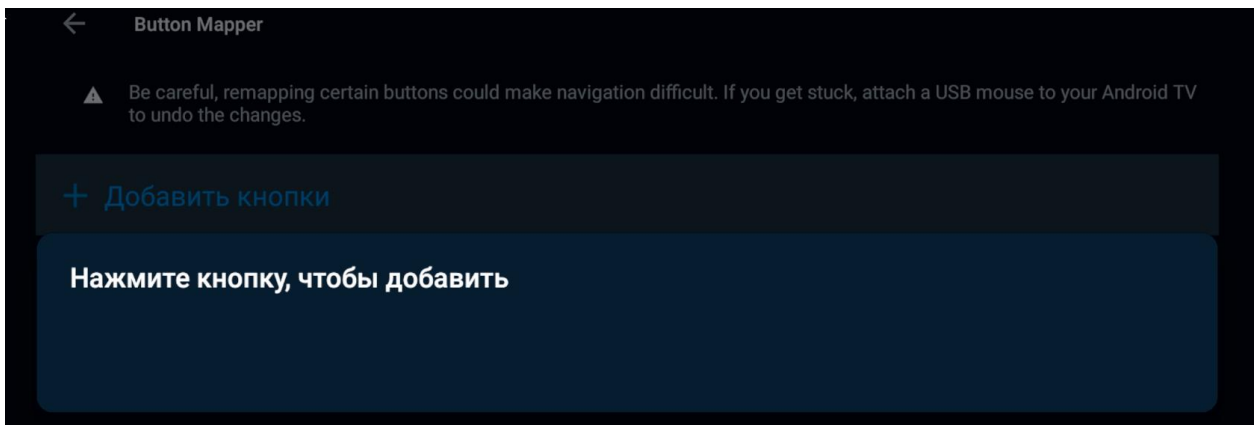 Button Mapper
Be careful, remapping certain buttons could make navigation difficult. If you get stuck, attach a USB mouse to your Android TV
to undo the changes.
+ Добавить кнопки
Нажмите кнопку, чтобы добавить